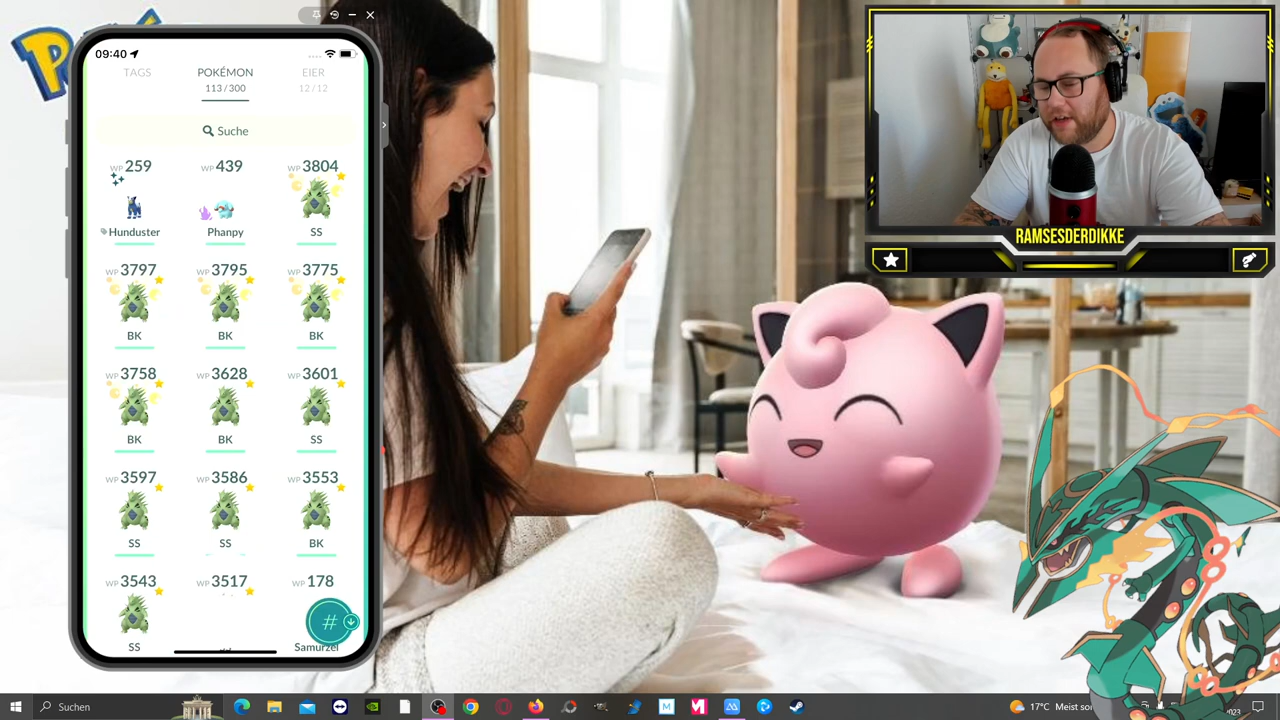 09:40
TAGS
POKÉMON
EIER
113 / 300
12 / 12
Suche
WP 259
WP 439
WP 3804
Hunduster
Phanpy
SS
WP 3797
WP 3795
WP 3775
BK
BK
BK
WP 3758
WP 3628
WP 3601
BK
BK
SS
WP 3597
WP 3586
WP 3553
SS
SS
BK
WP 3543
WP 3517
WP 178
#
SS
Samurzel
RAMSESDERDIKKE
Suchen
17°C Meist so